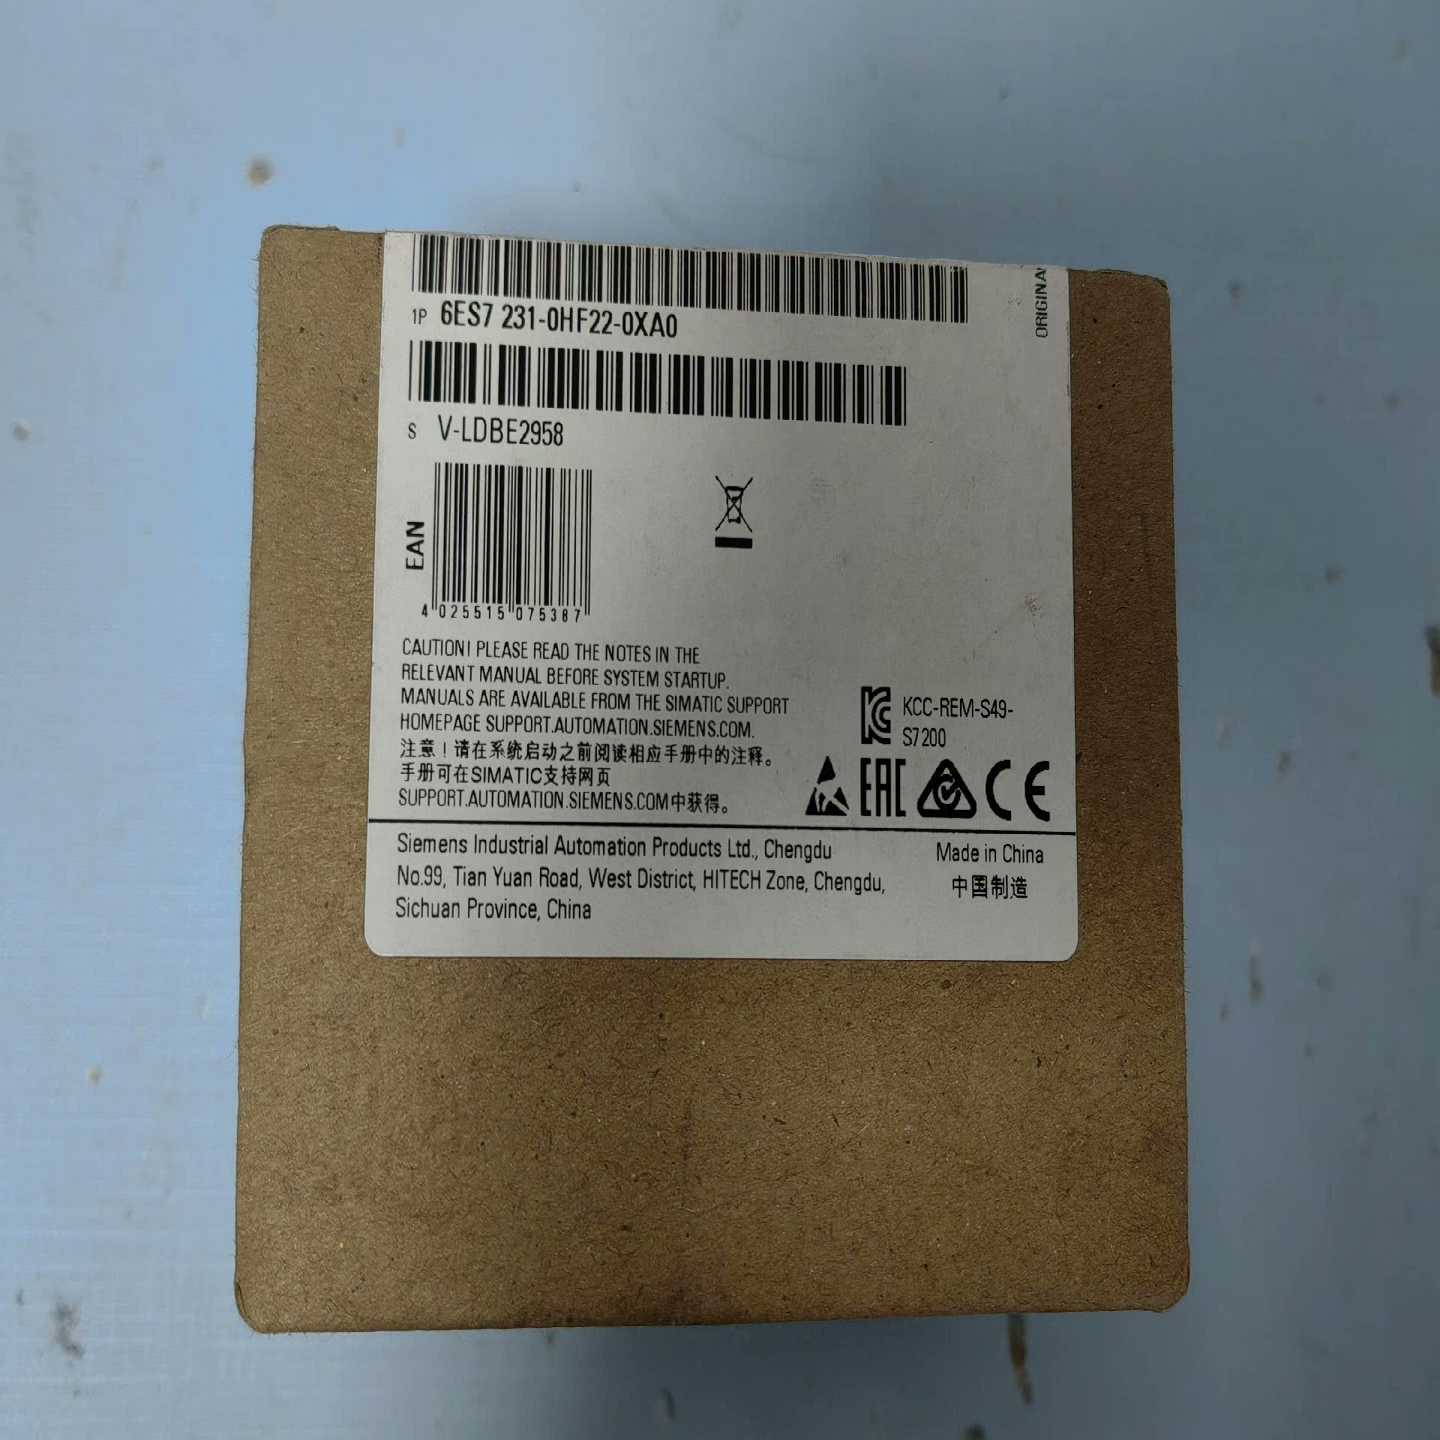 1P 6ES7 231-0HF22-0XA0
S V-LDBE2958
EAN
4 025515 075387
CAUTION! PLEASE READ THE NOTES IN THE
RELEVANT MANUAL BEFORE SYSTEM STARTUP.
MANUALS ARE AVAILABLE FROM THE SIMATIC SUPPORT
HOMEPAGE SUPPORT.AUTOMATION.SIEMENS.COM.
注意！请在系统启动之前阅读相应手册中的注释。
手册可在SIMATIC支持网页
SUPPORT.AUTOMATION.SIEMENS.COM中获得。
KCC-REM-S49-
S7200
EAC CE
Siemens Industrial Automation Products Ltd., Chengdu
No.99, Tian Yuan Road, West District, HITECH Zone, Chengdu,
Sichuan Province, China
Made in China
中国制造